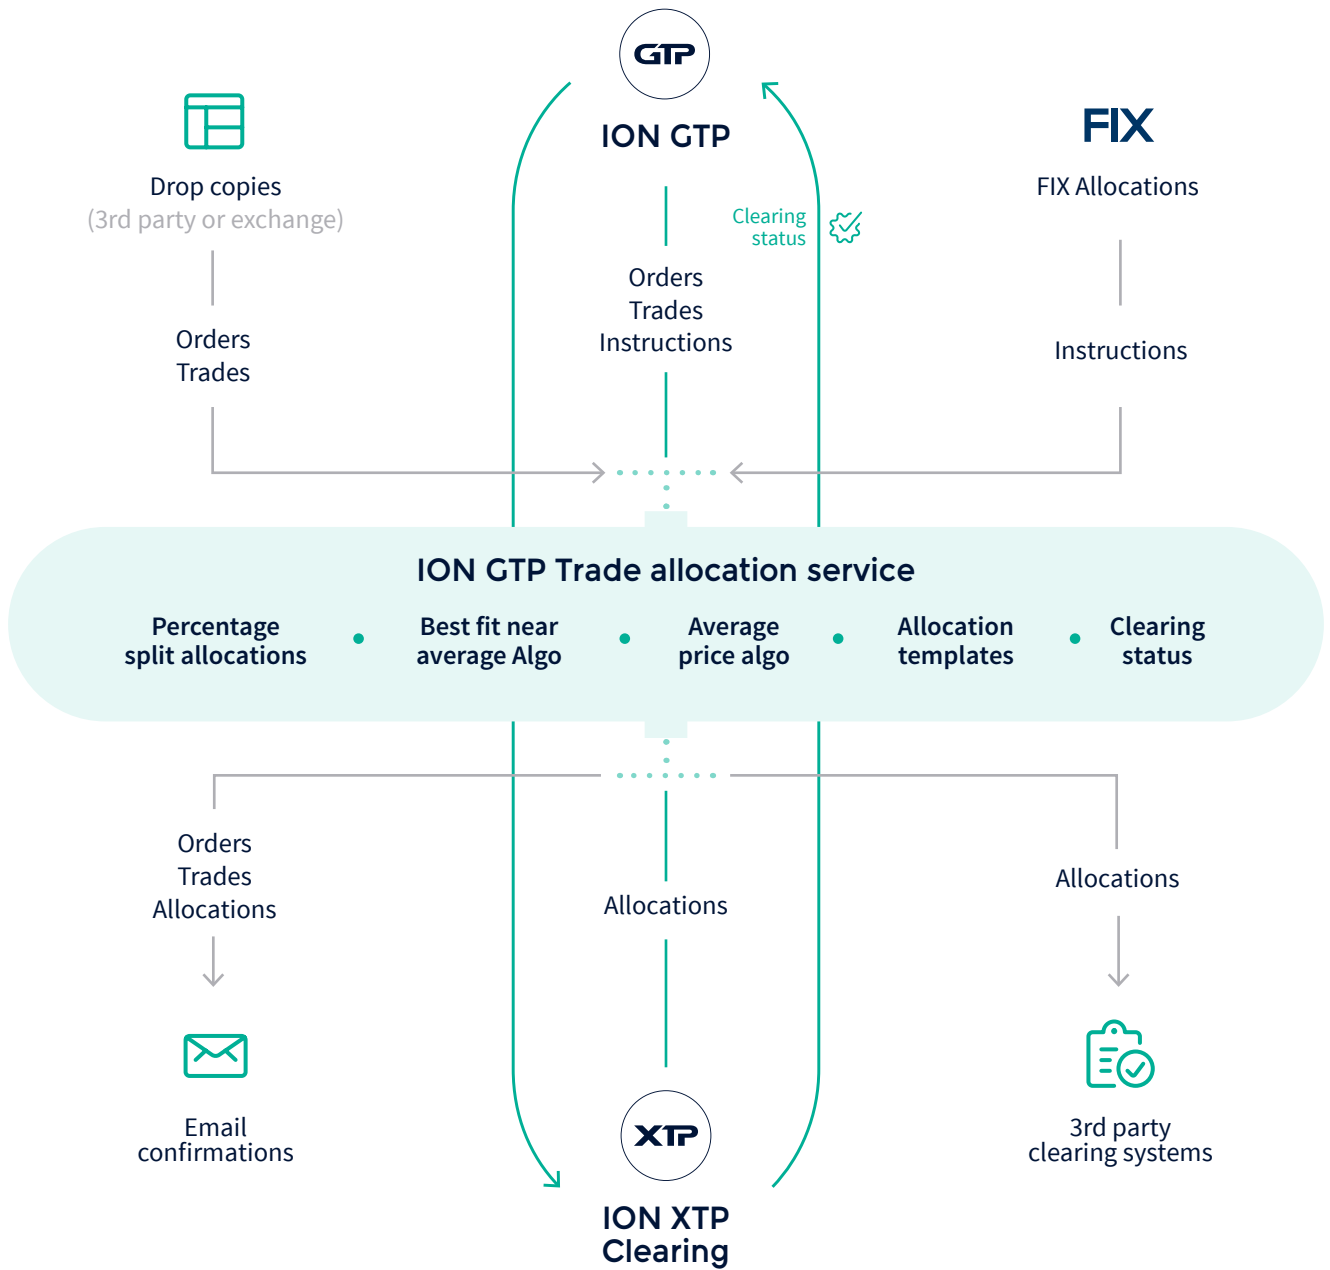 GTP
ION GTP
Drop copies
(3rd party or exchange)
FIX
FIX Allocations
Clearing
status
Orders
Trades
Orders
Trades
Instructions
Instructions
ION GTP Trade allocation service
Percentage
split allocations
Best fit near
average Algo
Average
price algo
Allocation
templates
Clearing
status
Orders
Trades
Allocations
Allocations
Allocations
Email
confirmations
XTP
ION XTP
Clearing
3rd party
clearing systems